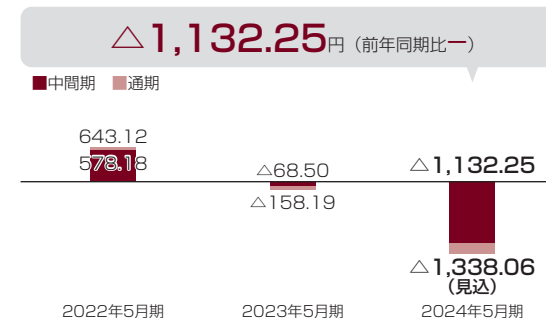 △1,132.25円（前年同期比ー）
■中間期 ■通期
643.12
578.18
△68.50
△158.19
△1,132.25
△1,338.06
（見込）
2022年5月期 2023年5月期 2024年5月期